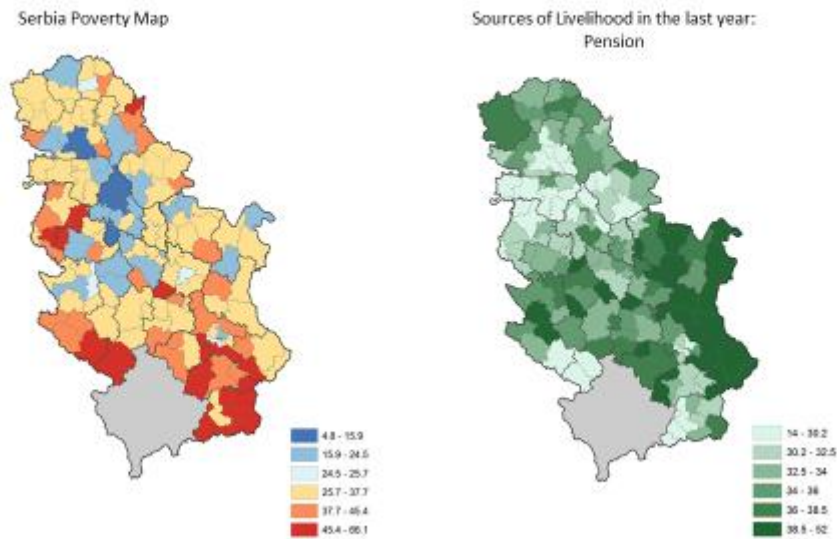 Serbia Poverty Map
Sources of Livelihood in the last year:
Pension
4.8 - 15.9
15.9 - 24.5
24.5 - 25.7
25.7 - 37.7
37.7 - 45.4
45.4 - 66.1
14 - 30.2
30.2 - 32.5
32.5 - 34
34 - 36
36 - 38.5
38.5 - 52